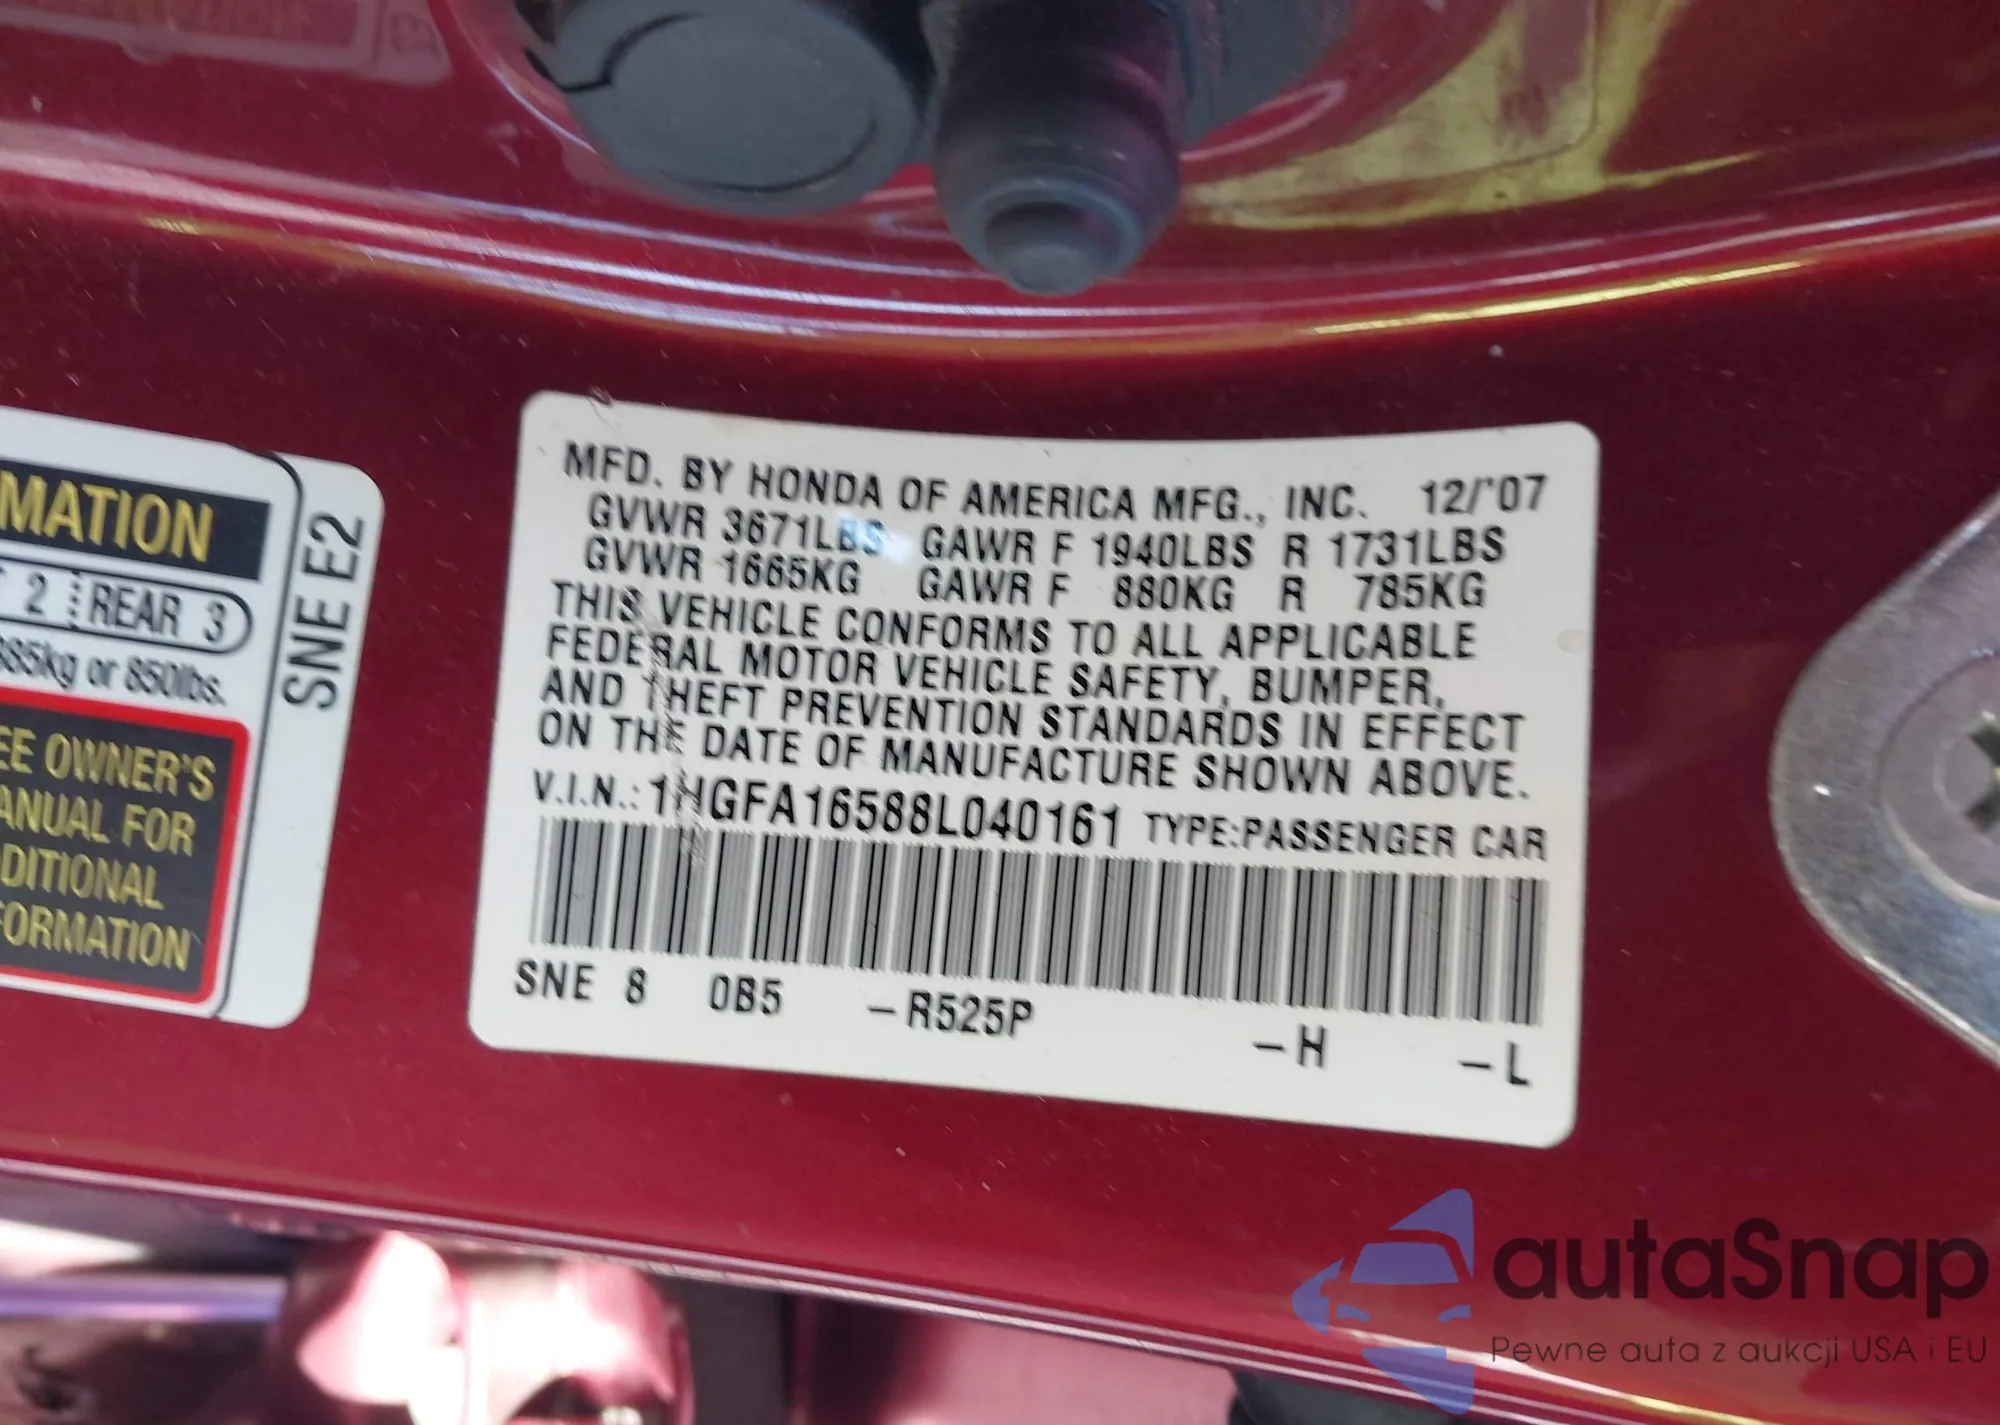 MATION
2 REAR 3
385kg or 850lbs.
EE OWNER'S
ANUAL FOR
DITIONAL
FORMATION
SNE E2
MFD. BY HONDA OF AMERICA MFG., INC. 12/'07
GVWR 3671LBS GAWR F 1940LBS R 1731LBS
GVWR 1665KG GAWR F 880KG R 785KG
THIS VEHICLE CONFORMS TO ALL APPLICABLE
FEDERAL MOTOR VEHICLE SAFETY, BUMPER,
AND THEFT PREVENTION STANDARDS IN EFFECT
ON THE DATE OF MANUFACTURE SHOWN ABOVE.
V.I.N.: 1HGFA16588L040161 TYPE:PASSENGER CAR
SNE 8 0B5 -R525P -H -L
autaSnap
Pewne auta z aukcji USA i EU